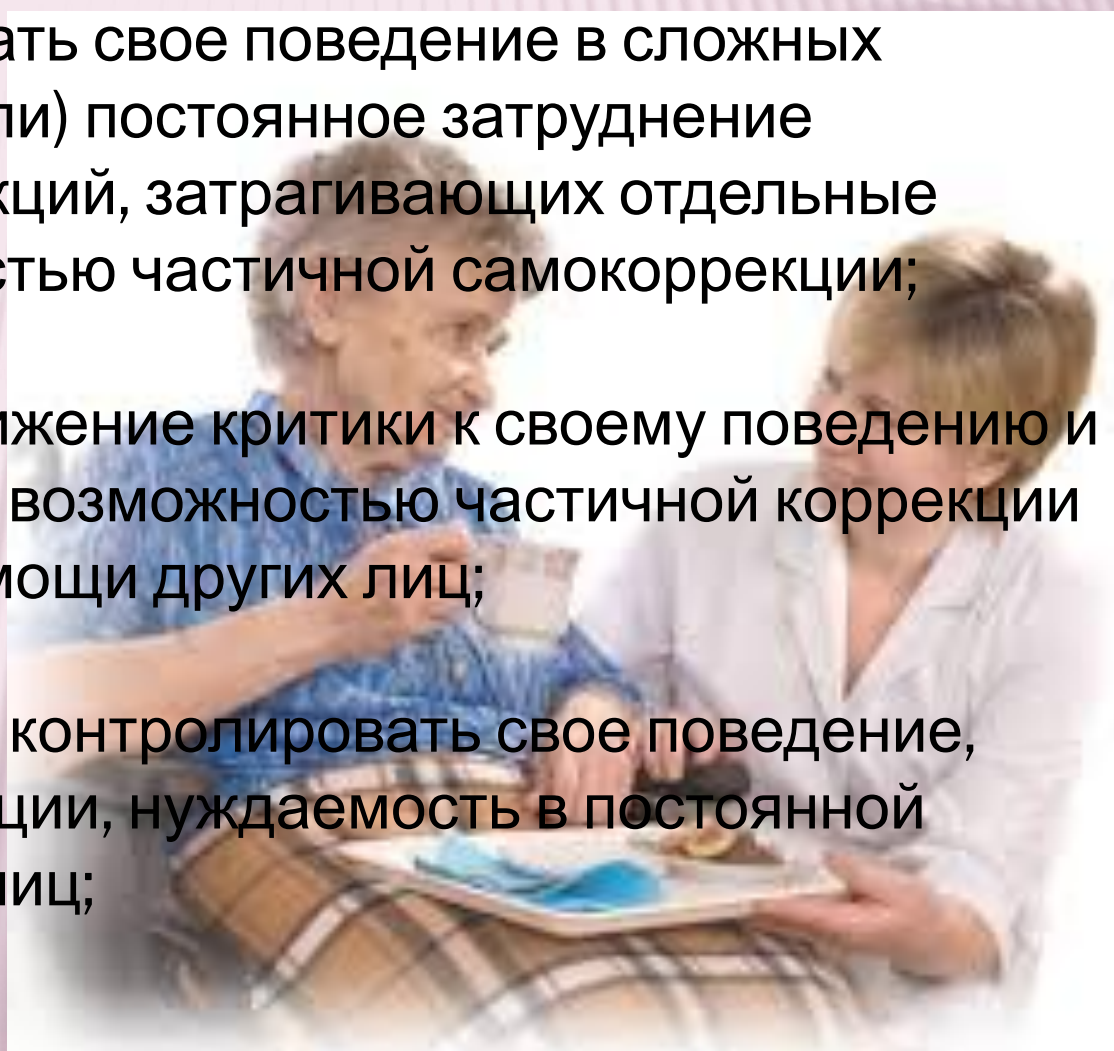 ать свое поведение в сложных
ли) постоянное затруднение
кций, затрагивающих отдельные
стью частичной самокоррекции;
ижение критики к своему поведению и
возможностью частичной коррекции
мощи других лиц;
контролировать свое поведение,
ции, нуждаемость в постоянной
лиц;